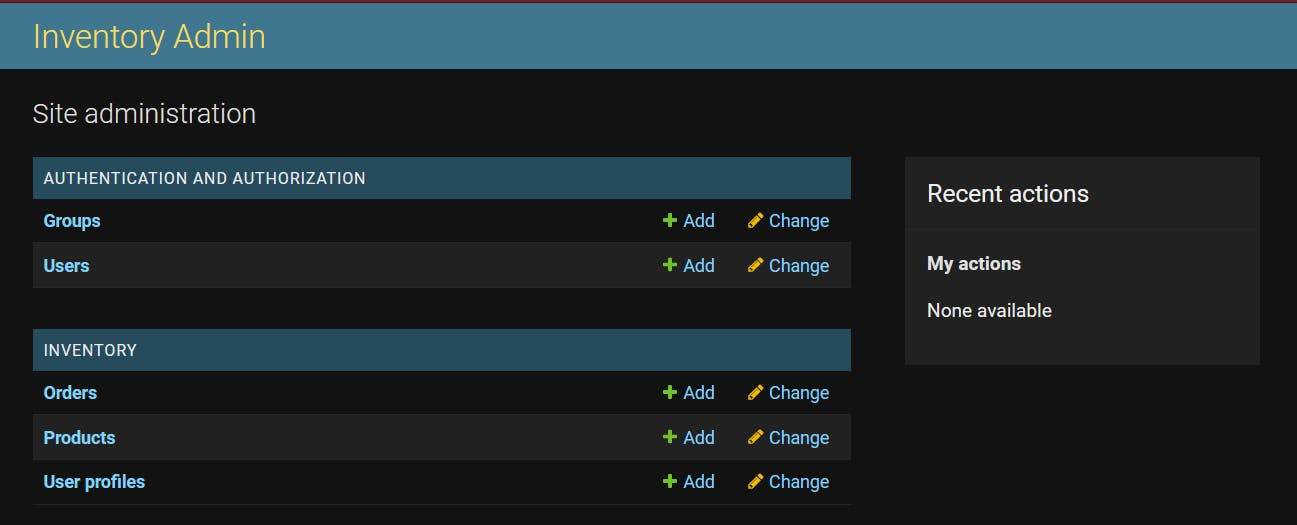 Inventory Admin
Site administration
AUTHENTICATION AND AUTHORIZATION
Groups Add Change
Users Add Change
INVENTORY
Orders Add Change
Products Add Change
User profiles Add Change
Recent actions
My actions
None available